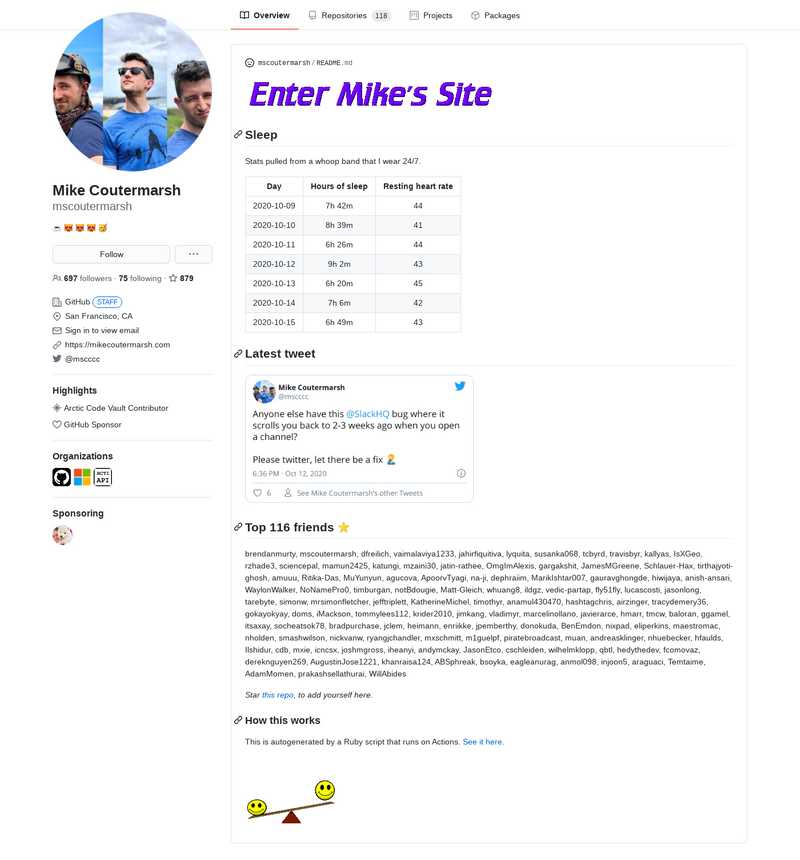 Overview Repositories 118 Projects Packages
Mike Coutermarsh
mscoutermarsh
Follow
697 followers · 75 following · 879
GitHub STAFF
San Francisco, CA
Sign in to view email
https://mikecoutermarsh.com
@mscccc
Highlights
Arctic Code Vault Contributor
GitHub Sponsor
Organizations
ACTI
API
Sponsoring
mscoutermarsh / README.md
Enter Mike's Site
Sleep
Stats pulled from a whoop band that I wear 24/7.
Day Hours of sleep Resting heart rate
2020-10-09 7h 42m 44
2020-10-10 8h 39m 41
2020-10-11 6h 26m 44
2020-10-12 9h 2m 43
2020-10-13 6h 20m 45
2020-10-14 7h 6m 42
2020-10-15 6h 49m 43
Latest tweet
Mike Coutermarsh
@mscccc
Anyone else have this @SlackHQ bug where it
scrolls you back to 2-3 weeks ago when you open
a channel?
Please twitter, let there be a fix 🤦‍♂️
6:36 PM · Oct 12, 2020
6 See Mike Coutermarsh's other Tweets
Top 116 friends ⭐
brendanmurty, mscoutermarsh, dfreilich, vaimalaviya1233, jahirfiquitiva, lyquita, susanka068, tcbyrd, travisbyr, kallyas, IsXGeo,
rzhade3, sciencepal, mamun2425, katungi, mzaini30, jatin-rathee, OmgImAlexis, gargakshit, JamesMGreene, Schlauer-Hax, tirthajyoti-
ghosh, amuuu, Ritika-Das, MuYunyun, agucova, ApoorvTyagi, na-ji, dephraiim, MarikIshtar007, gauravghongde, hiwijaya, anish-ansari,
WaylonWalker, NoNamePro0, timburgan, notBdougie, Matt-Gleich, whuang8, ildgz, vedic-partap, fly51fly, lucascosti, jasonlong,
tarebyte, simonw, mrsimonfletcher, jefftriplett, KatherineMichel, timothyr, anamul430470, hashtagchris, airzinger, tracydemery36,
gokayokyay, doms, iMackson, tommylees112, krider2010, jimkang, vladimyr, marcelinollano, javierarce, hmarr, tmcw, baloran, ggamel,
itsaxay, socheatsok78, bradpurchase, jclem, heimann, enriikke, jpemberthy, donokuda, BenEmdon, nixpad, eliperkins, maestromac,
nholden, smashwilson, nickvanw, ryangjchandler, mxschmitt, m1guelpf, piratebroadcast, muan, andreasklinger, nhuebecker, hfaulds,
IIshidur, cdb, mxie, icncsx, joshmgross, iheanyi, andymckay, JasonEtco, cschleiden, wilhelmklopp, qbtl, hedythedev, fcomovaz,
dereknguyen269, AugustinJose1221, khanraisa124, ABSphreak, bsoyka, eagleanurag, anmol098, injoon5, araguaci, Temtaime,
AdamMomen, prakashsellathurai, WillAbides
Star this repo, to add yourself here.
How this works
This is autogenerated by a Ruby script that runs on Actions. See it here.